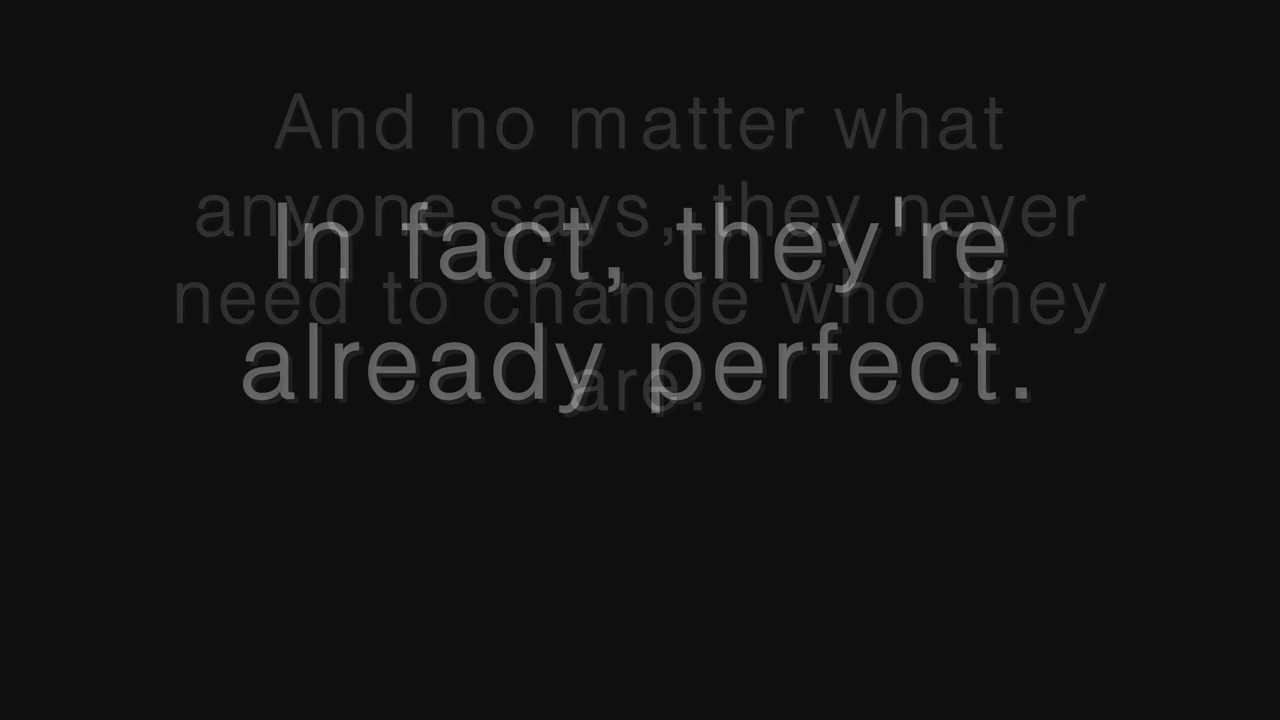 And no matter what
anyone says, they never
need to change who they
are.
In fact, they're
already perfect.